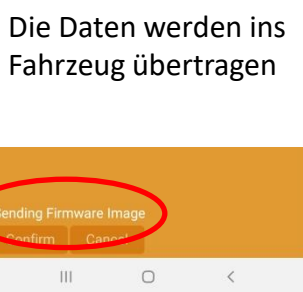 Die Daten werden ins
Fahrzeug übertragen
Sending Firmware Image
Confirm Cancel